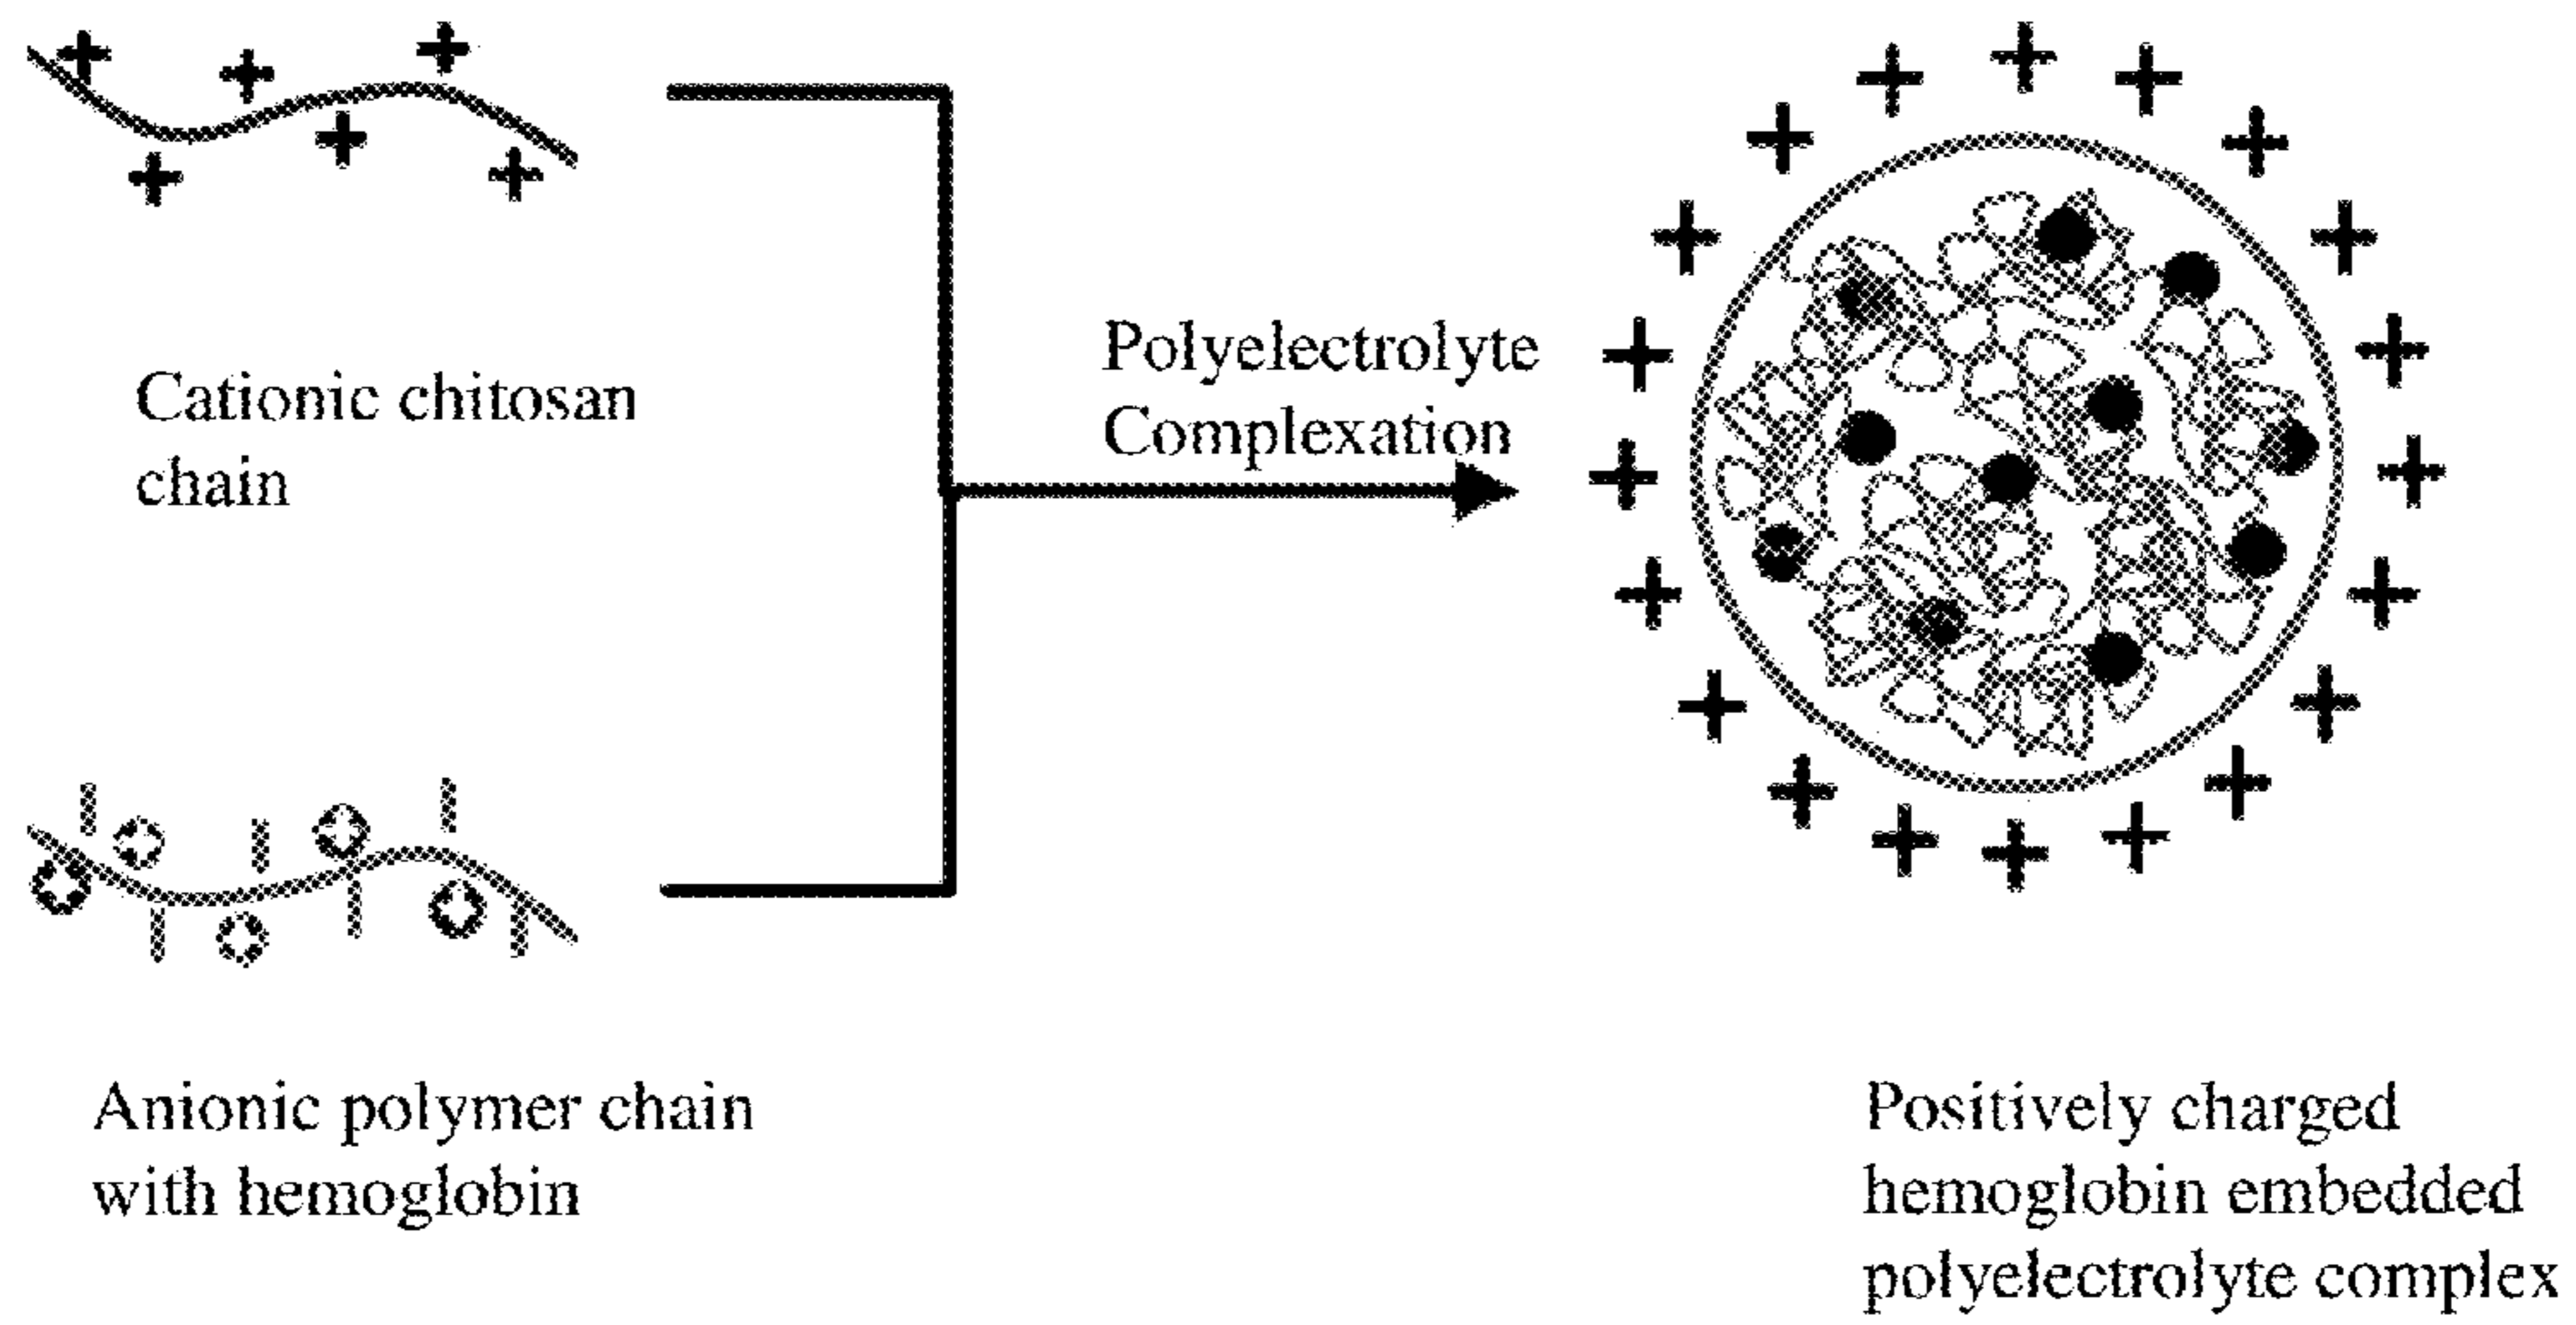 Cationic chitosan
chain
Polyelectrolyte
Complexation
Anionic polymer chain
with hemoglobin
Positively charged
hemoglobin embedded
polyelectrolyte complex